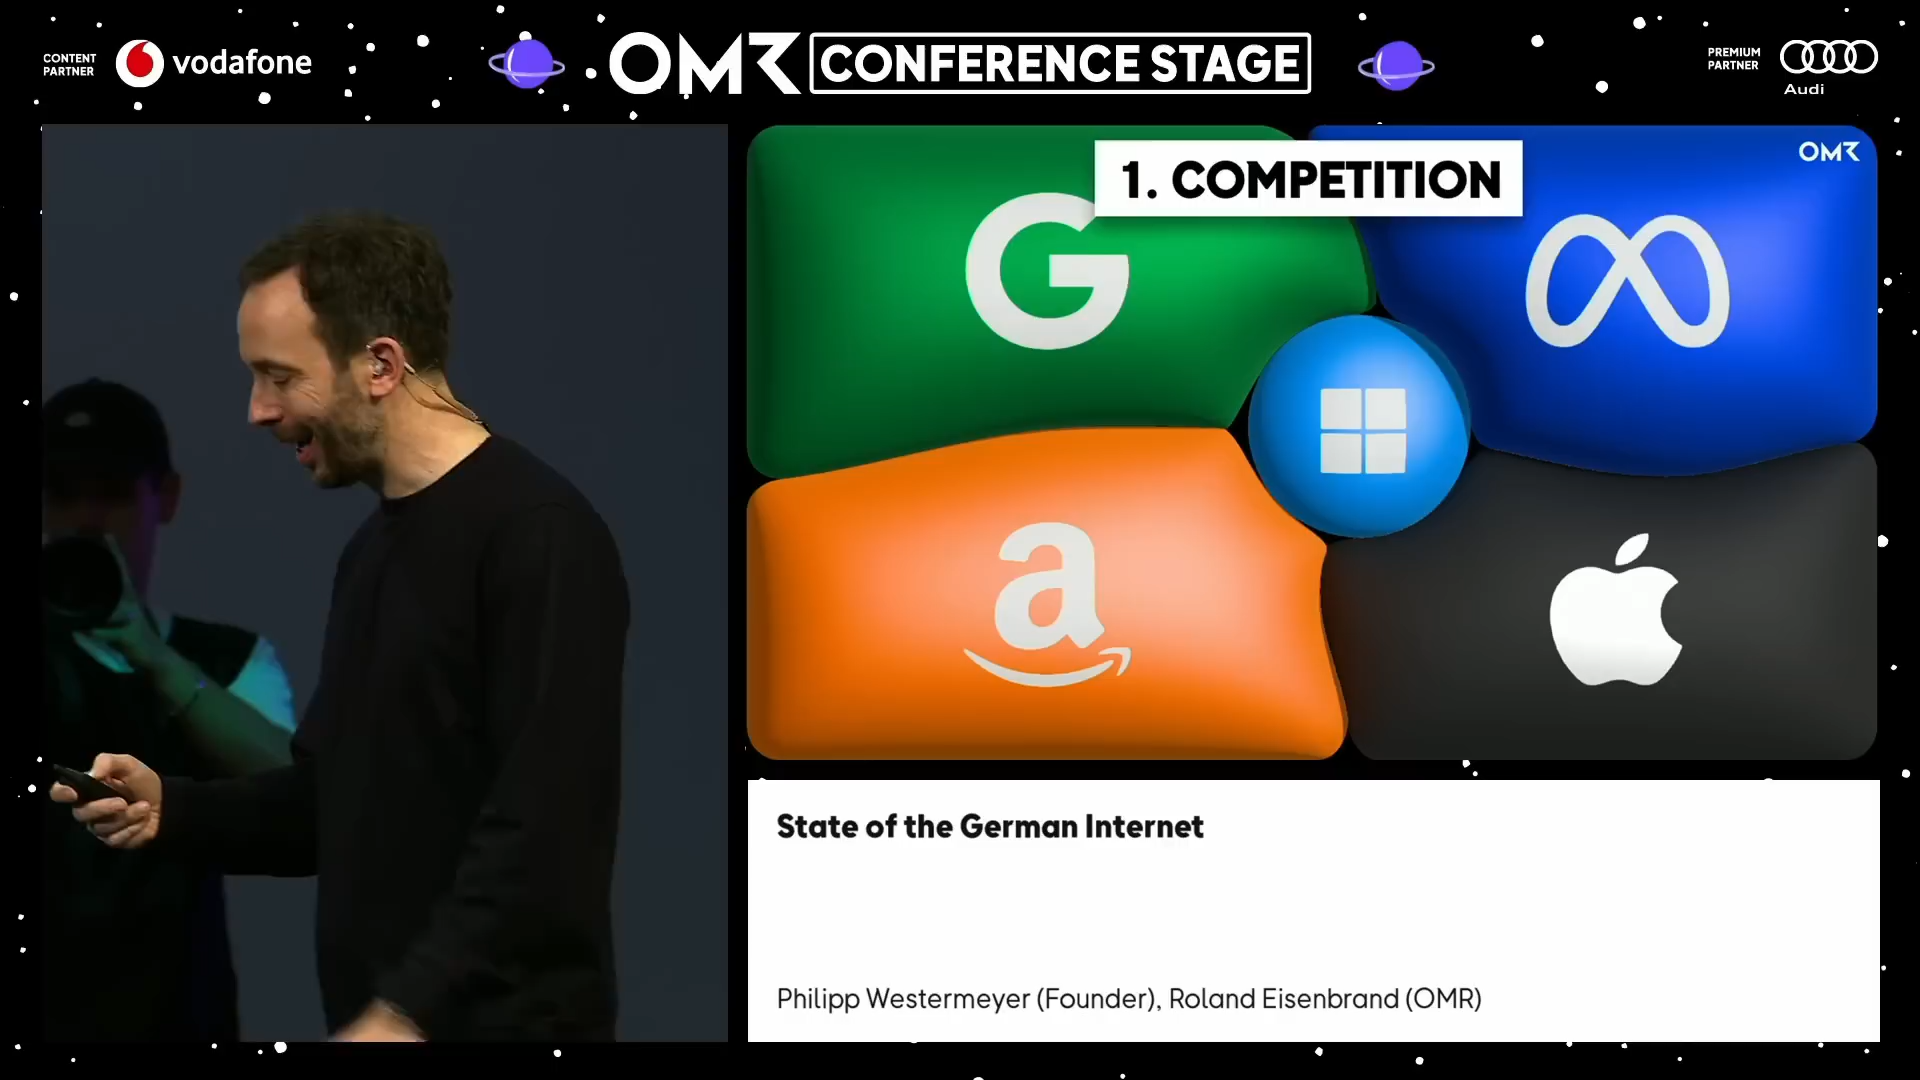 CONTENT
PARTNER
vodafone
OMR CONFERENCE STAGE
PREMIUM
PARTNER
Audi
1. COMPETITION
OMR
G
a
State of the German Internet
Philipp Westermeyer (Founder), Roland Eisenbrand (OMR)